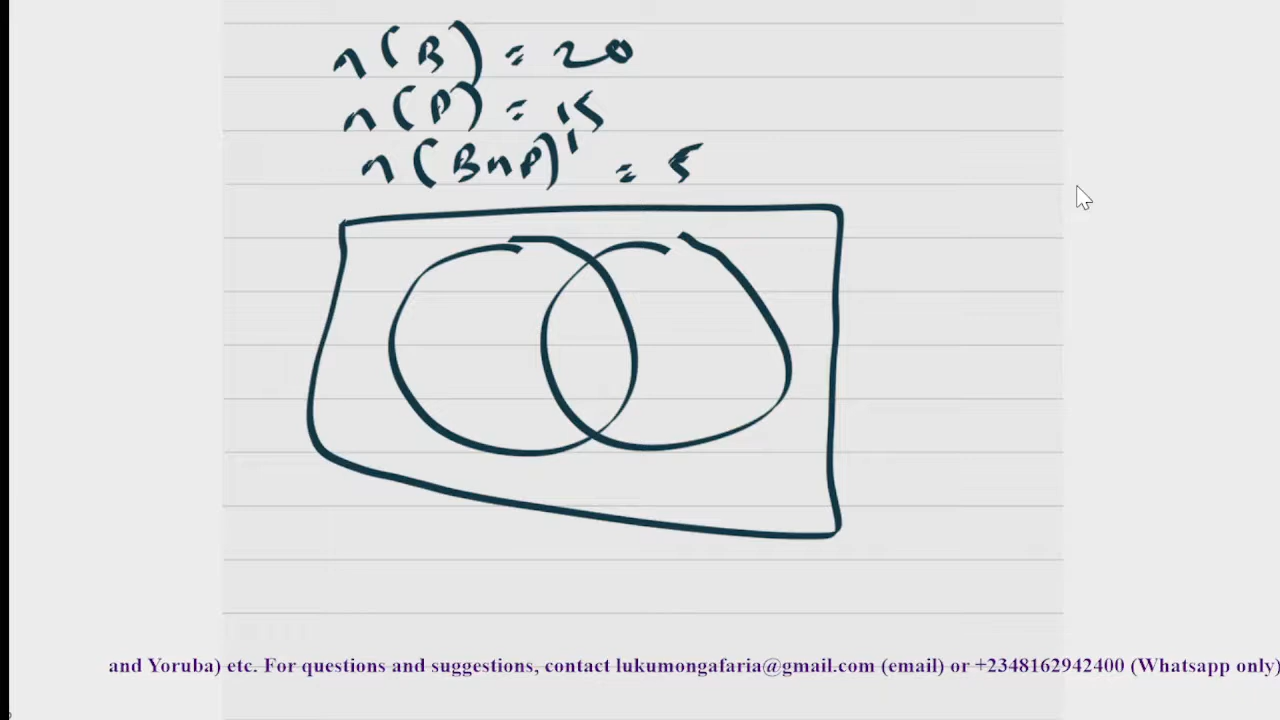 n(B) = 20
n(P) = 15
n(B∩P)' = 5
and Yoruba) etc. For questions and suggestions, contact lukumongafaria@gmail.com (email) or +2348162942400 (Whatsapp only)